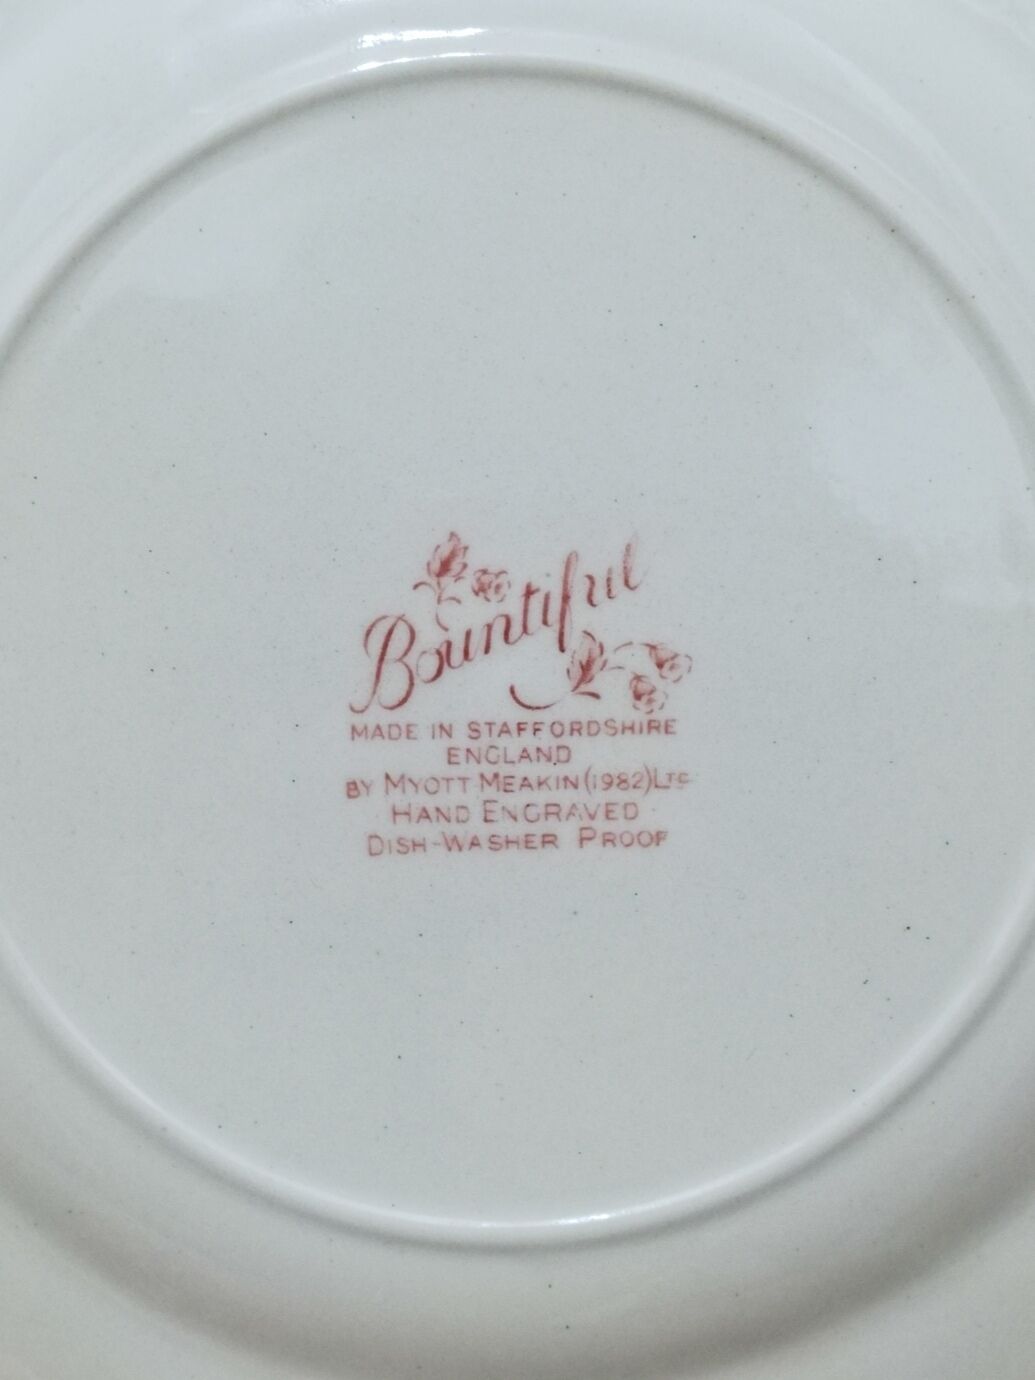 Bountiful
MADE IN STAFFORDSHIRE
ENGLAND
BY MYOTT MEAKIN (1982) LTD
HAND ENGRAVED
DISH-WASHER PROOF